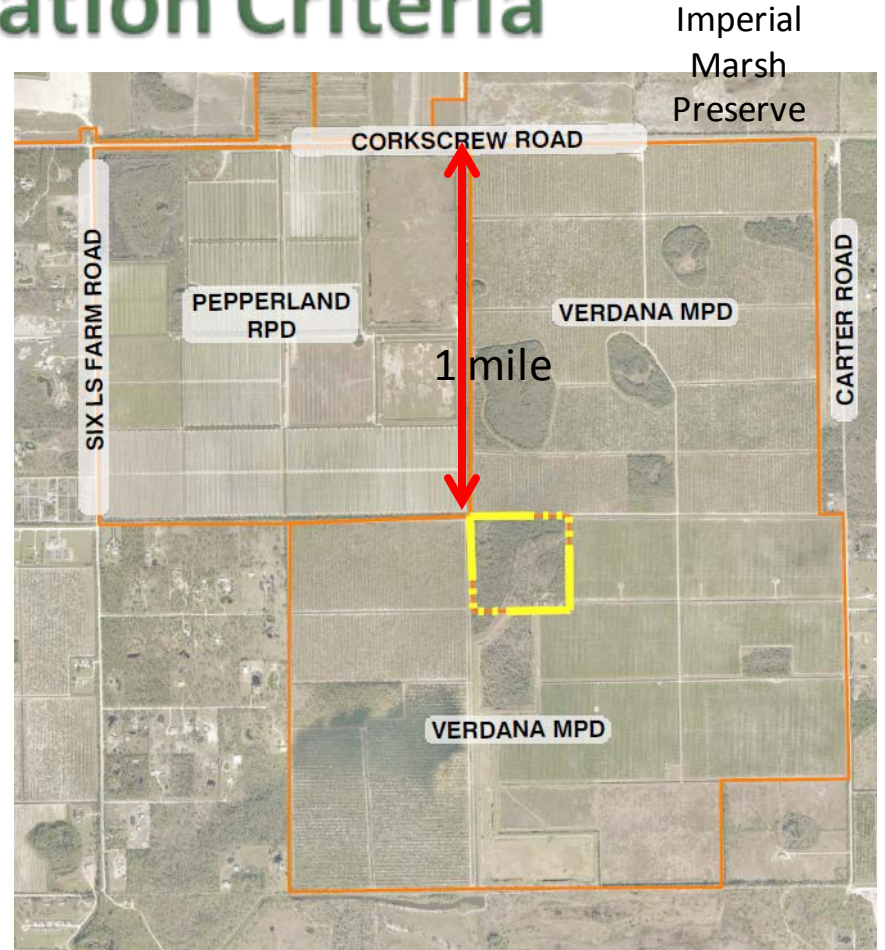 ation Criteria
Imperial
Marsh
Preserve
CORKSCREW ROAD
SIX LS FARM ROAD
PEPPERLAND
RPD
VERDANA MPD
CARTER ROAD
1 mile
VERDANA MPD